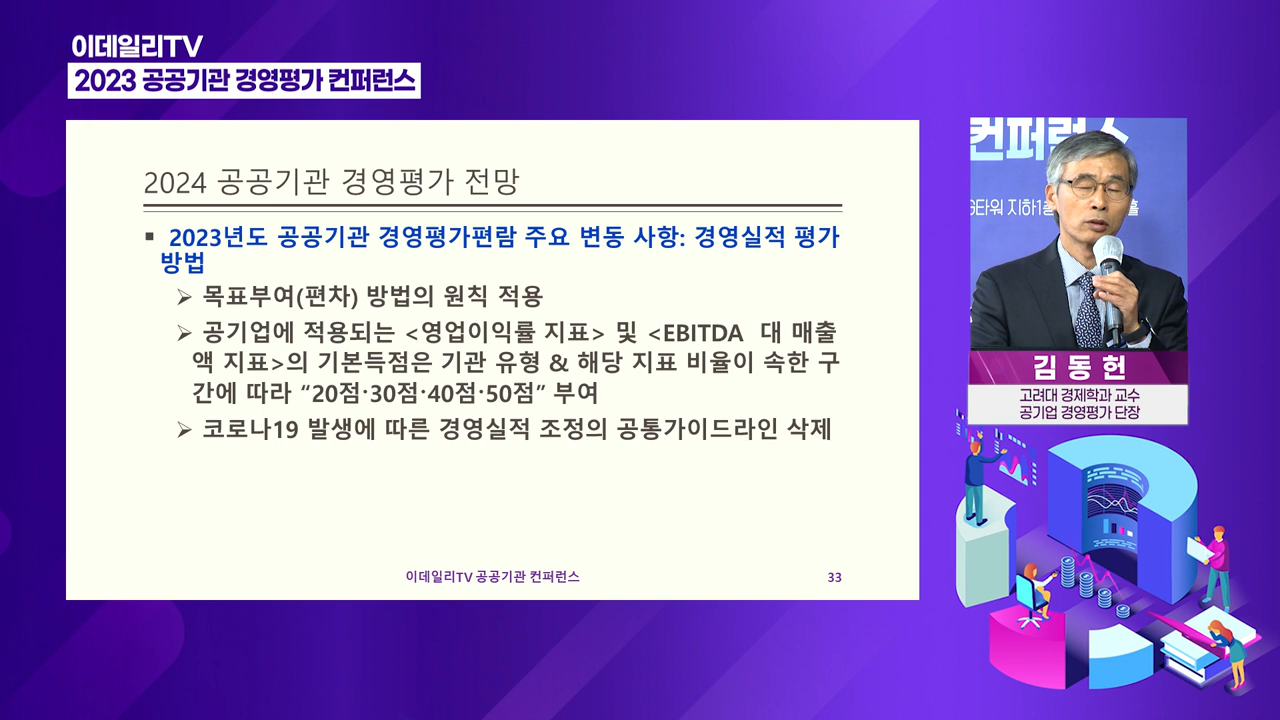 이데일리TV
2023 공공기관 경영평가 컨퍼런스
2024 공공기관 경영평가 전망
▪ 2023년도 공공기관 경영평가편람 주요 변동 사항: 경영실적 평가
방법
➢ 목표부여(편차) 방법의 원칙 적용
➢ 공기업에 적용되는 <영업이익률 지표> 및 <EBITDA 대 매출
액 지표>의 기본득점은 기관 유형 & 해당 지표 비율이 속한 구
간에 따라 “20점·30점·40점·50점” 부여
➢ 코로나19 발생에 따른 경영실적 조정의 공통가이드라인 삭제
이데일리TV 공공기관 컨퍼런스
33
컨퍼런스
타워 지하1층
홀
김동헌
고려대 경제학과 교수
공기업 경영평가 단장